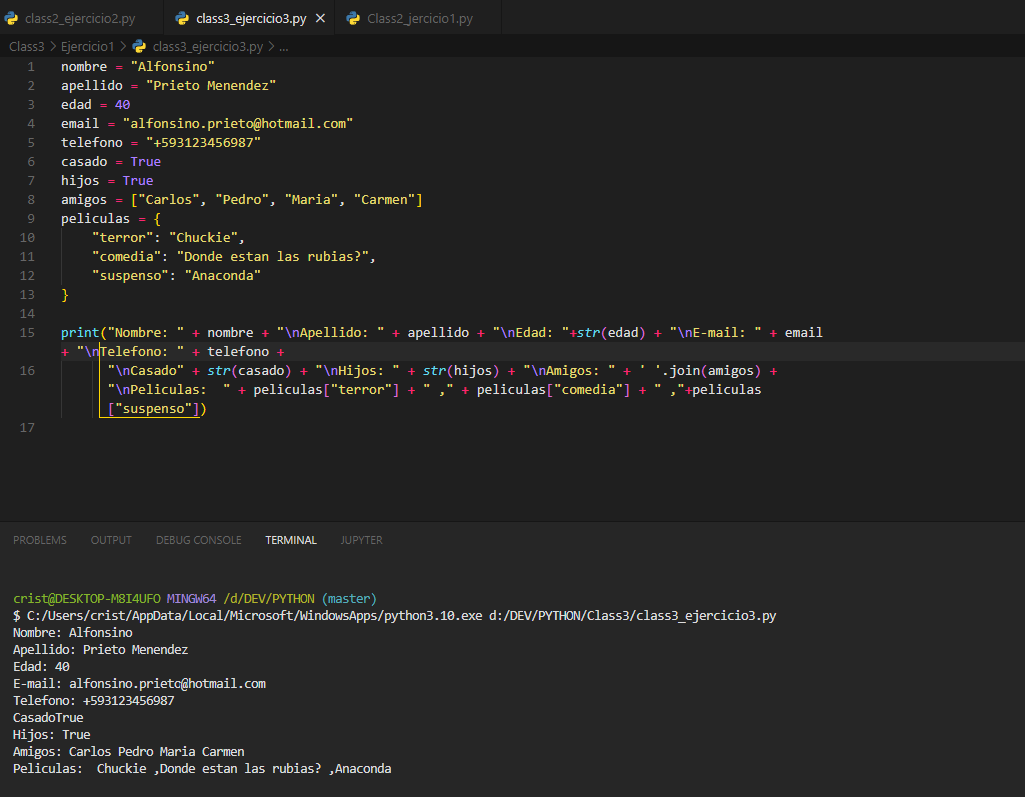 class2_ejercicio2.py class3_ejercicio3.py Class2_jercicio1.py
Class3 > Ejercicio1 > class3_ejercicio3.py > ...
1 nombre = "Alfonsino"
2 apellido = "Prieto Menendez"
3 edad = 40
4 email = "alfonsino.prieto@hotmail.com"
5 telefono = "+593123456987"
6 casado = True
7 hijos = True
8 amigos = ["Carlos", "Pedro", "Maria", "Carmen"]
9 peliculas = {
10 "terror": "Chuckie",
11 "comedia": "Donde estan las rubias?",
12 "suspenso": "Anaconda"
13 }
14
15 print("Nombre: " + nombre + "\nApellido: " + apellido + "\nEdad: "+str(edad) + "\nE-mail: " + email
+ "\nTelefono: " + telefono +
16 "\nCasado" + str(casado) + "\nHijos: " + str(hijos) + "\nAmigos: " + ' '.join(amigos) +
"\nPeliculas:  " + peliculas["terror"] + " ," + peliculas["comedia"] + " ,"+peliculas
["suspenso"])
17
PROBLEMS OUTPUT DEBUG CONSOLE TERMINAL JUPYTER
crist@DESKTOP-M8I4UFO MINGW64 /d/DEV/PYTHON (master)
$ C:/Users/crist/AppData/Local/Microsoft/WindowsApps/python3.10.exe d:/DEV/PYTHON/Class3/class3_ejercicio3.py
Nombre: Alfonsino
Apellido: Prieto Menendez
Edad: 40
E-mail: alfonsino.prieto@hotmail.com
Telefono: +593123456987
CasadoTrue
Hijos: True
Amigos: Carlos Pedro Maria Carmen
Peliculas:  Chuckie ,Donde estan las rubias? ,Anaconda